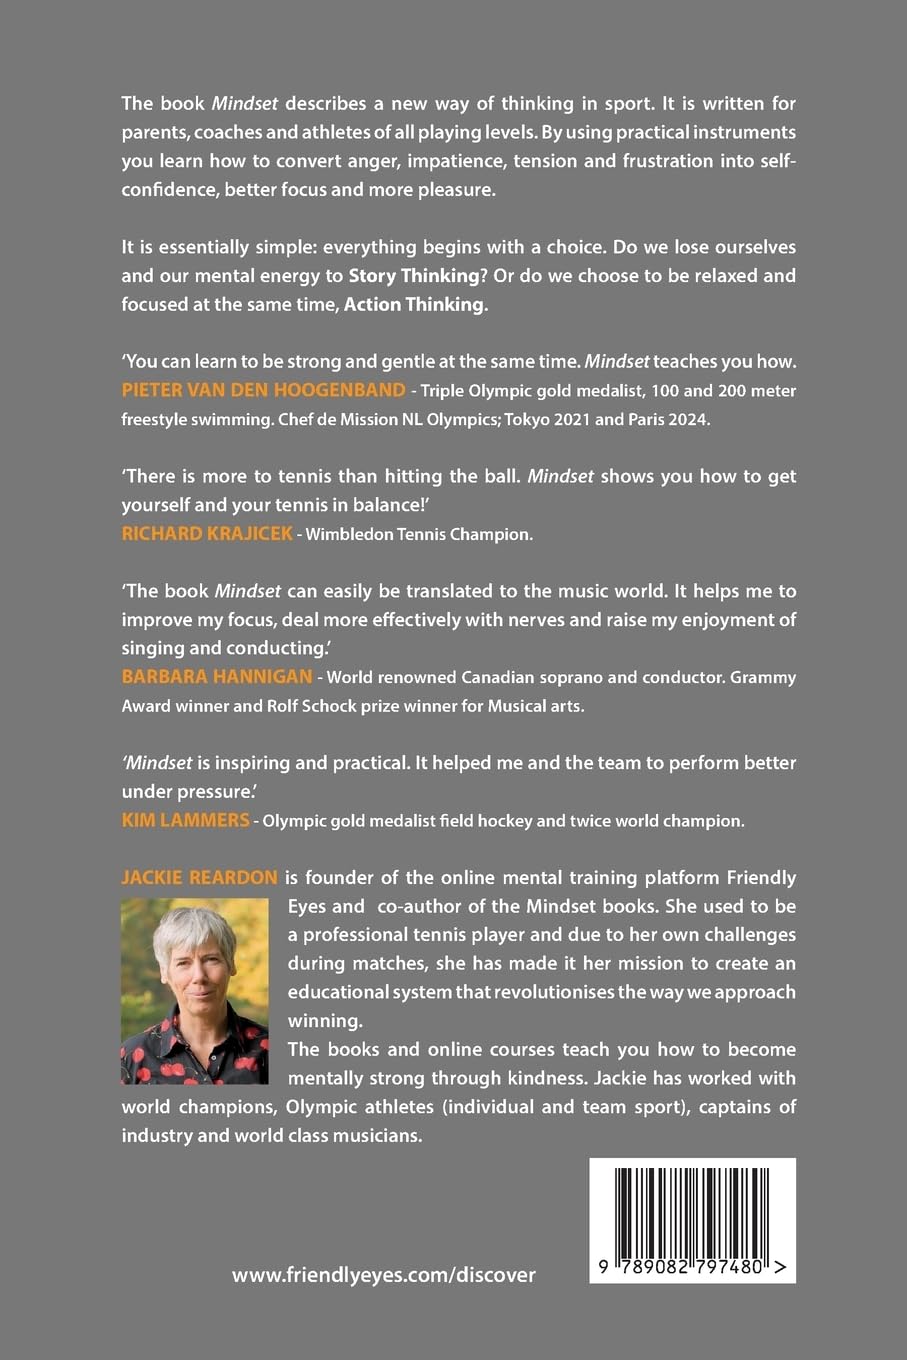 The book Mindset describes a new way of thinking in sport. It is written for
parents, coaches and athletes of all playing levels. By using practical instruments
you learn how to convert anger, impatience, tension and frustration into self-
confidence, better focus and more pleasure.
It is essentially simple: everything begins with a choice. Do we lose ourselves
and our mental energy to Story Thinking? Or do we choose to be relaxed and
focused at the same time, Action Thinking.
‘You can learn to be strong and gentle at the same time. Mindset teaches you how.
PIETER VAN DEN HOOGENBAND - Triple Olympic gold medalist, 100 and 200 meter
freestyle swimming. Chef de Mission NL Olympics; Tokyo 2021 and Paris 2024.
‘There is more to tennis than hitting the ball. Mindset shows you how to get
yourself and your tennis in balance!’
RICHARD KRAJICEK - Wimbledon Tennis Champion.
‘The book Mindset can easily be translated to the music world. It helps me to
improve my focus, deal more effectively with nerves and raise my enjoyment of
singing and conducting.’
BARBARA HANNIGAN - World renowned Canadian soprano and conductor. Grammy
Award winner and Rolf Schock prize winner for Musical arts.
‘Mindset is inspiring and practical. It helped me and the team to perform better
under pressure.’
KIM LAMMERS - Olympic gold medalist field hockey and twice world champion.
JACKIE REARDON is founder of the online mental training platform Friendly
Eyes and co-author of the Mindset books. She used to be
a professional tennis player and due to her own challenges
during matches, she has made it her mission to create an
educational system that revolutionises the way we approach
winning.
The books and online courses teach you how to become
mentally strong through kindness. Jackie has worked with
world champions, Olympic athletes (individual and team sport), captains of
industry and world class musicians.
www.friendlyeyes.com/discover
9 789082 797480 >